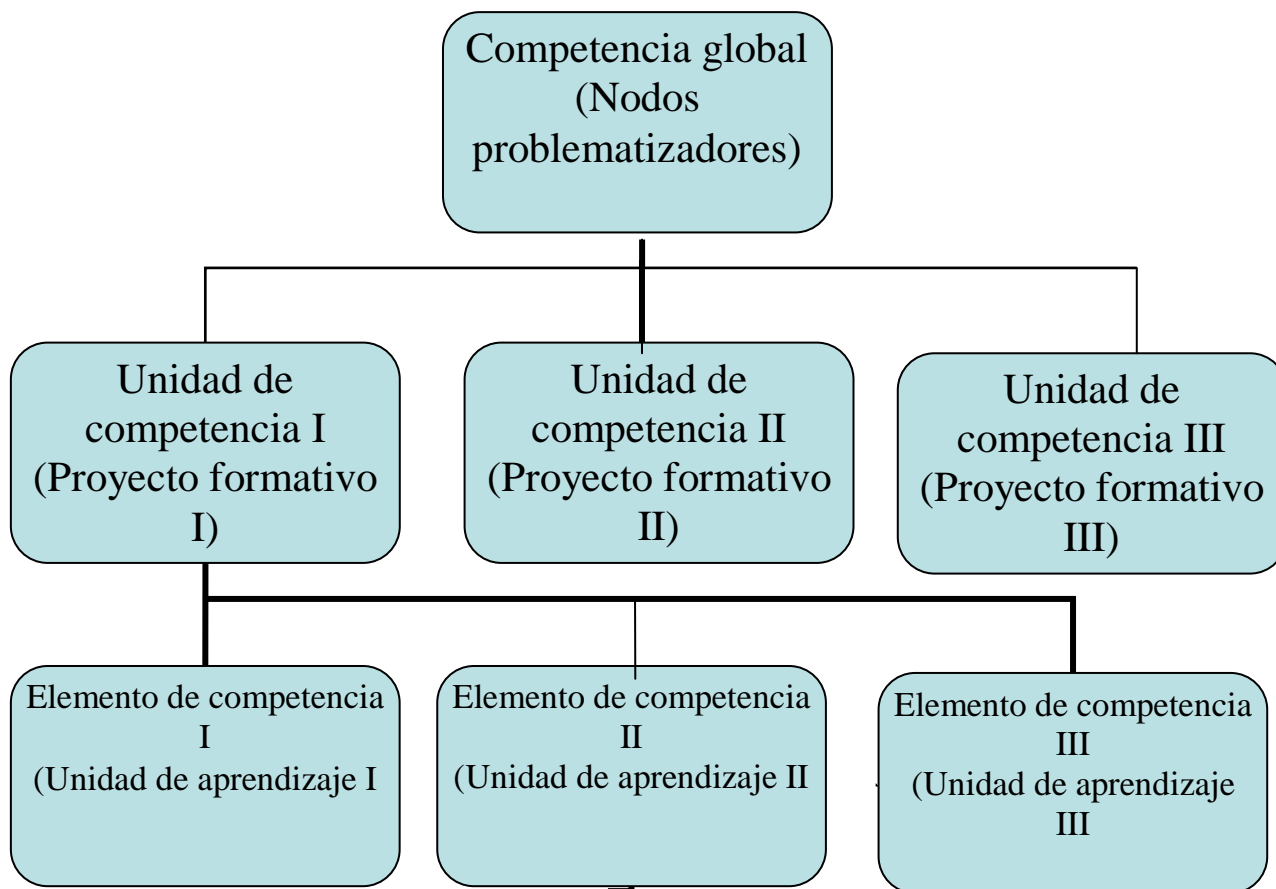 Competencia global
(Nodos
problematizadores)
Unidad de
competencia I
(Proyecto formativo
I)
Unidad de
competencia II
(Proyecto formativo
II)
Unidad de
competencia III
(Proyecto formativo
III)
Elemento de competencia
I
(Unidad de aprendizaje I
Elemento de competencia
II
(Unidad de aprendizaje II
Elemento de competencia
III
(Unidad de aprendizaje
III